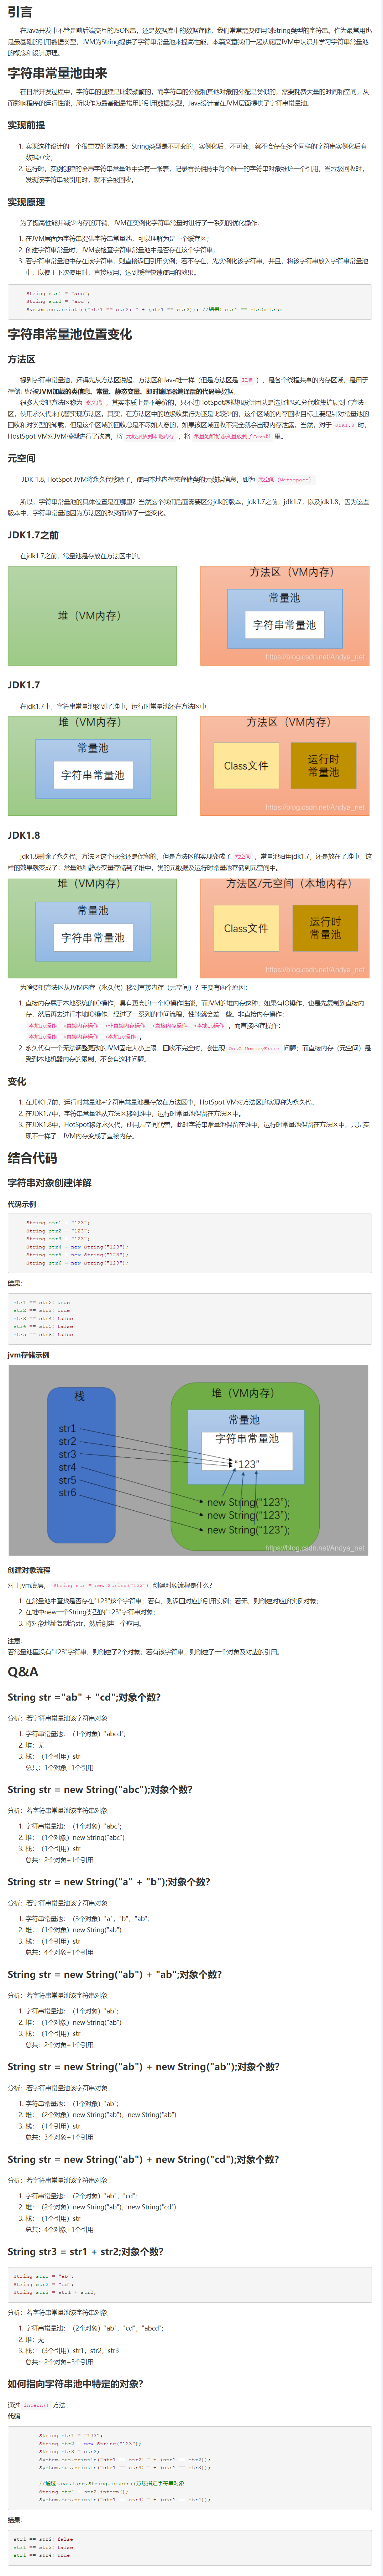 引言
在Java开发中不管是前后端交互的JSON串，还是数据库中的数据存储，我们常常需要使用到String类型的字符串。作为最常用也
是最基础的引用数据类型，JVM为String提供了字符串常量池来提高性能，本篇文章我们一起从底层JVM中认识并学习字符串常量池
的概念和设计原理。
字符串常量池由来
在日常开发过程中，字符串的创建是比较频繁的，而字符串的分配和其他对象的分配是类似的，需要耗费大量的时间和空间，从
而影响程序的运行性能，所以作为最基础最常用的引用数据类型，Java设计者在JVM层面提供了字符串常量池。
实现前提
1. 实现这种设计的一个很重要的因素是：String类型是不可变的，实例化后，不可变，就不会存在多个同样的字符串实例化后有
数据冲突；
2. 运行时，实例创建的全局字符串常量池中会有一张表，记录着长相持中每个唯一的字符串对象维护一个引用，当垃圾回收时，
发现该字符串被引用时，就不会被回收。
实现原理
为了提高性能并减少内存的开销，JVM在实例化字符串常量时进行了一系列的优化操作：
1. 在JVM层面为字符串提供字符串常量池，可以理解为是一个缓存区；
2. 创建字符串常量时，JVM会检查字符串常量池中是否存在这个字符串；
3. 若字符串常量池中存在该字符串，则直接返回引用实例；若不存在，先实例化该字符串，并且，将该字符串放入字符串常量池
中，以便于下次使用时，直接取用，达到缓存快速使用的效果。
String str1 = "abc";
String str2 = "abc";
System.out.println("str1 == str2: " + (str1 == str2)); //结果：str1 == str2: true
字符串常量池位置变化
方法区
提到字符串常量池，还得先从方法区说起。方法区和Java堆一样（但是方法区是 非堆 ），是各个线程共享的内存区域，是用于
存储已经被JVM加载的类信息、常量、静态变量、即时编译器编译后的代码等数据。
很多人会把方法区称为 永久代 ，其实本质上是不等价的，只不过HotSpot虚拟机设计团队是选择把GC分代收集扩展到了方法
区，使用永久代来代替实现方法区。其实，在方法区中的垃圾收集行为还是比较少的，这个区域的内存回收目标主要是针对常量池的
回收和对类型的卸载，但是这个区域的回收总是不尽如人意的，如果该区域回收不完全就会出现内存泄露。当然，对于 JDK1.8 时，
HostSpot VM对JVM模型进行了改造，将 元数据放到本地内存 ，将 常量池和静态变量放到了Java堆 里。
元空间
JDK 1.8, HotSpot JVM将永久代移除了，使用本地内存来存储类的元数据信息，即为 元空间（Metaspace）
所以，字符串常量池的具体位置是在哪里？当然这个我们后面需要区分jdk的版本，jdk1.7之前，jdk1.7，以及jdk1.8，因为这些
版本中，字符串常量池因为方法区的改变而做了一些变化。
JDK1.7之前
在jdk1.7之前，常量池是存放在方法区中的。
堆（VM内存）
方法区（VM内存）
常量池
字符串常量池
https://blog.csdn.net/Andya_net
JDK1.7
在jdk1.7中，字符串常量池移到了堆中，运行时常量池还在方法区中。
堆（VM内存）
常量池
字符串常量池
方法区（VM内存）
Class文件
运行时
常量池
https://blog.csdn.net/Andya_net
JDK1.8
jdk1.8删除了永久代，方法区这个概念还是保留的，但是方法区的实现变成了 元空间 ，常量池沿用jdk1.7，还是放在了堆中。这
样的效果就变成了：常量池和静态变量存储到了堆中，类的元数据及运行时常量池存储到元空间中。
堆（VM内存）
常量池
字符串常量池
方法区/元空间（本地内存）
Class文件
运行时
常量池
https://blog.csdn.net/Andya_net
为啥要把方法区从JVM内存（永久代）移到直接内存（元空间）？主要有两个原因：
1. 直接内存属于本地系统的IO操作，具有更高的一个IO操作性能，而JVM的堆内存这种，如果有IO操作，也是先复制到直接内
存，然后再去进行本地IO操作。经过了一系列的中间流程，性能就会差一些。非直接内存操作：
本地IO操作——>直接内存操作——>非直接内存操作——>直接内存操作——>本地IO操作 ，而直接内存操作：
本地IO操作——>直接内存操作——>本地IO操作 。
2. 永久代有一个无法调整更改的JVM固定大小上限，回收不完全时，会出现 OutOfMemoryError 问题；而直接内存（元空间）是
受到本地机器内存的限制，不会有这种问题。
变化
1. 在JDK1.7前，运行时常量池+字符串常量池是存放在方法区中，HotSpot VM对方法区的实现称为永久代。
2. 在JDK1.7中，字符串常量池从方法区移到堆中，运行时常量池保留在方法区中。
3. 在JDK1.8中，HotSpot移除永久代，使用元空间代替，此时字符串常量池保留在堆中，运行时常量池保留在方法区中，只是实
现不一样了，JVM内存变成了直接内存。
结合代码
字符串对象创建详解
代码示例
String str1 = "123";
String str2 = "123";
String str3 = "123";
String str4 = new String("123");
String str5 = new String("123");
String str6 = new String("123");
结果：
str1 == str2：true
str2 == str3：true
str3 == str4：false
str4 == str5：false
str5 == str6：false
jvm存储示例
栈
str1
str2
str3
str4
str5
str6
堆（VM内存）
常量池
字符串常量池
"123"
new String("123");
new String("123");
new String("123");
https://blog.csdn.net/Andya_net
创建对象流程
对于jvm底层， String str = new String("123") 创建对象流程是什么？
1. 在常量池中查找是否存在"123"这个字符串；若有，则返回对应的引用实例；若无，则创建对应的实例对象；
2. 在堆中new一个String类型的"123"字符串对象；
3. 将对象地址复制给str，然后创建一个应用。
注意：
若常量池里没有"123"字符串，则创建了2个对象；若有该字符串，则创建了一个对象及对应的引用。
Q&A
String str ="ab" + "cd";对象个数?
分析：若字符串常量池该字符串对象
1. 字符串常量池：（1个对象）"abcd";
2. 堆：无
3. 栈：（1个引用）str
总共：1个对象+1个引用
String str = new String("abc");对象个数?
分析：若字符串常量池该字符串对象
1. 字符串常量池：（1个对象）"abc";
2. 堆：（1个对象）new String("abc")
3. 栈：（1个引用）str
总共：2个对象+1个引用
String str = new String("a" + "b");对象个数?
分析：若字符串常量池该字符串对象
1. 字符串常量池：（3个对象）"a"，"b"，"ab";
2. 堆：（1个对象）new String("ab")
3. 栈：（1个引用）str
总共：4个对象+1个引用
String str = new String("ab") + "ab";对象个数?
分析：若字符串常量池该字符串对象
1. 字符串常量池：（1个对象）"ab";
2. 堆：（1个对象）new String("ab")
3. 栈：（1个引用）str
总共：2个对象+1个引用
String str = new String("ab") + new String("ab");对象个数?
分析：若字符串常量池该字符串对象
1. 字符串常量池：（1个对象）"ab";
2. 堆：（2个对象）new String("ab")，new String("ab")
3. 栈：（1个引用）str
总共：3个对象+1个引用
String str = new String("ab") + new String("cd");对象个数?
分析：若字符串常量池该字符串对象
1. 字符串常量池：（2个对象）"ab"，"cd";
2. 堆：（2个对象）new String("ab")，new String("cd")
3. 栈：（1个引用）str
总共：4个对象+1个引用
String str3 = str1 + str2;对象个数?
String str1 = "ab";
String str2 = "cd";
String str3 = str1 + str2;
分析：若字符串常量池该字符串对象
1. 字符串常量池：（2个对象）"ab"，"cd"，"abcd";
2. 堆：无
3. 栈：（3个引用）str1，str2，str3
总共：2个对象+3个引用
如何指向字符串池中特定的对象？
通过 intern() 方法。
代码
String str1 = "123";
String str2 = new String("123");
String str3 = str2;
System.out.println("str1 == str2: " + (str1 == str2));
System.out.println("str1 == str3: " + (str1 == str3));
//通过java.lang.String.intern()方法指定字符串对象
String str4 = str2.intern();
System.out.println("str1 == str4: " + (str1 == str4));
结果：
str1 == str2: false
str1 == str3: false
str1 == str4: true